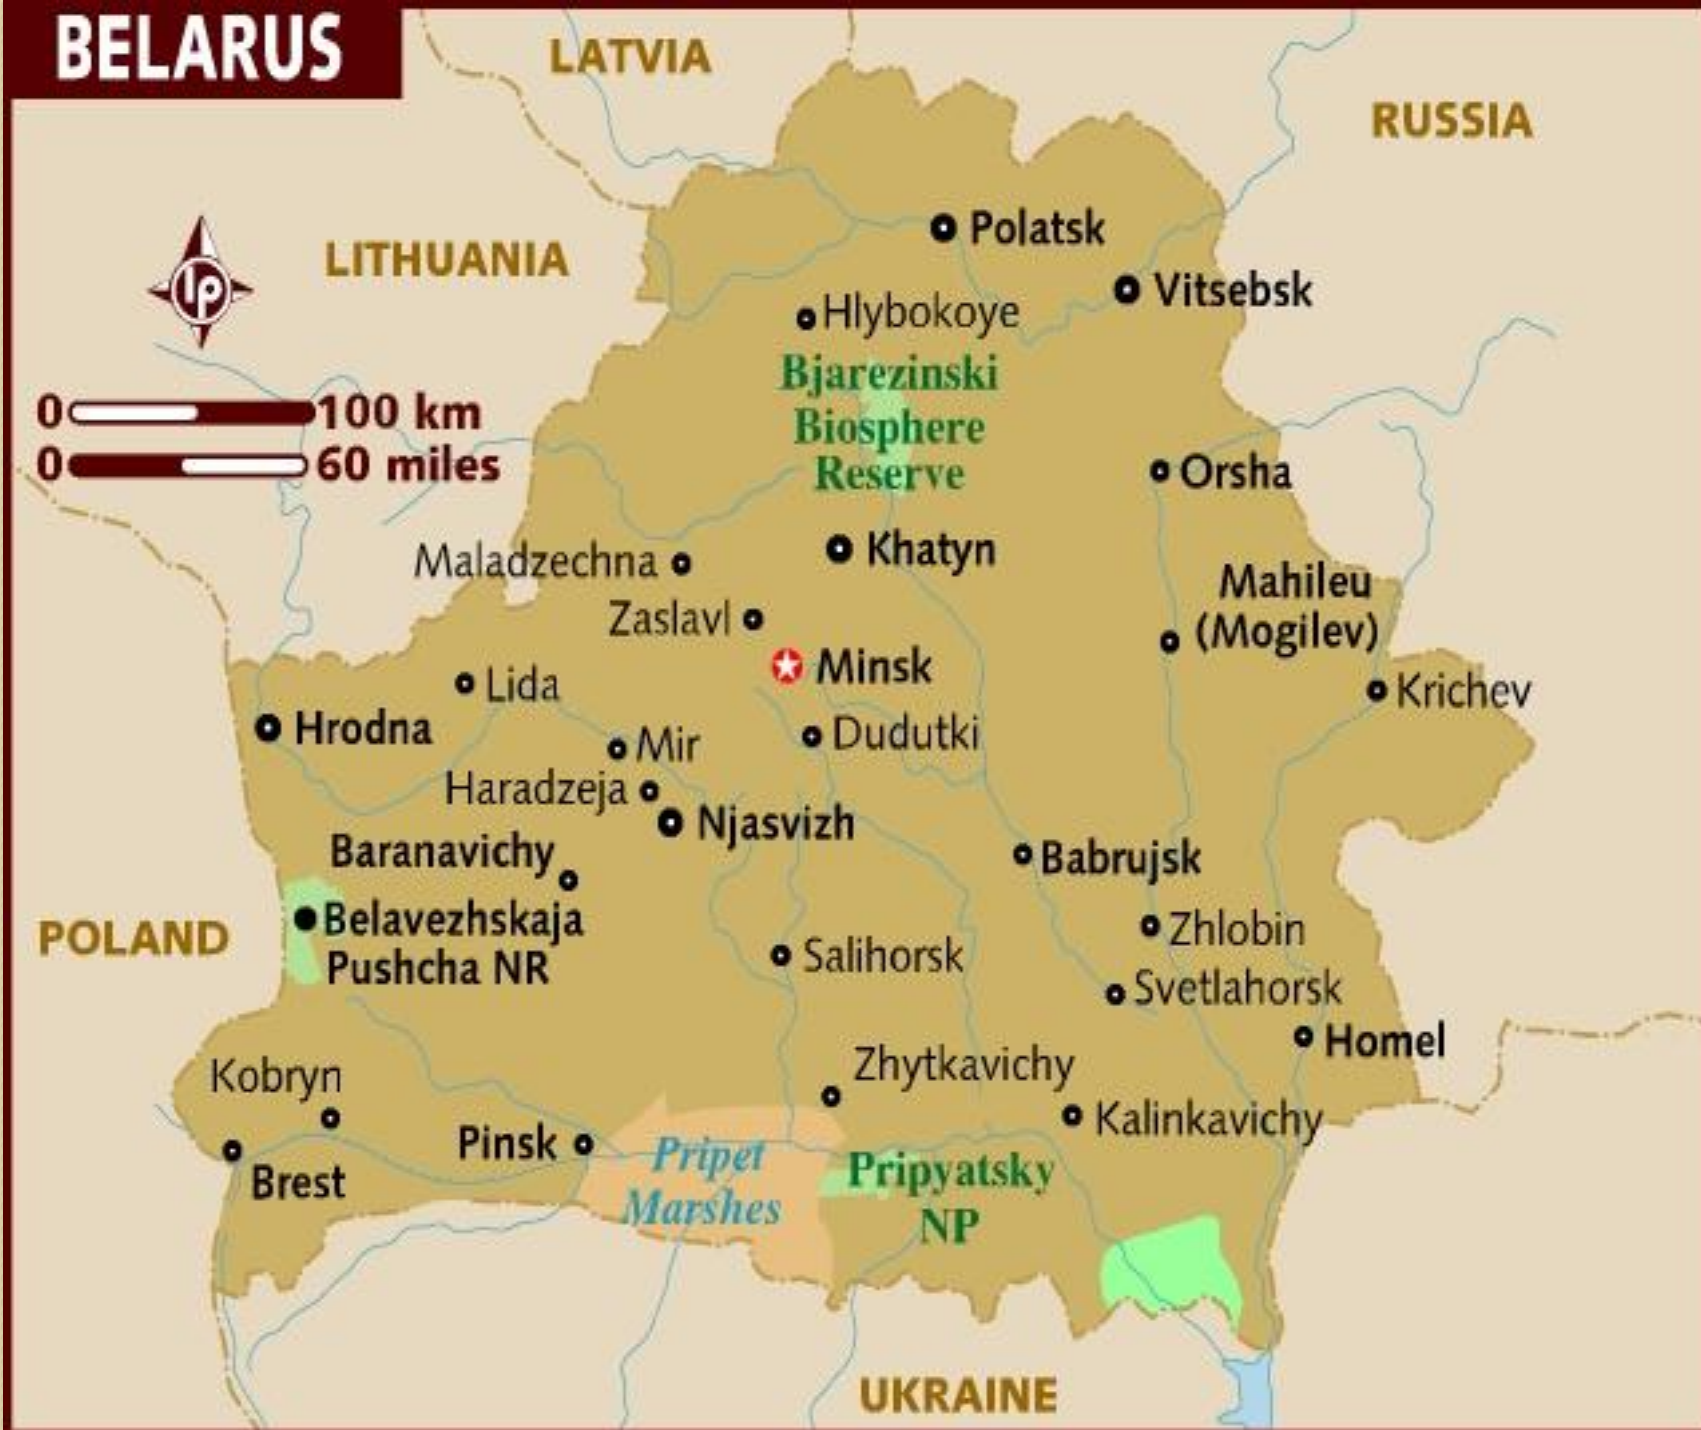 BELARUS
LATVIA
RUSSIA
LITHUANIA
lp
Polatsk
Vitsebsk
Hlybokoye
Bjarezinski
Biosphere
Reserve
0 100 km
0 60 miles
Orsha
Khatyn
Maladzechna
Mahileu
(Mogilev)
Zaslavl
Minsk
Lida
Krichev
Hrodna
Mir
Dudutki
Haradzeja
Njasvizh
Baranavichy
Babrujsk
Belavezhskaja
Pushcha NR
POLAND
Zhlobin
Salihorsk
Svetlahorsk
Homel
Kobryn
Zhytkavichy
Kalinkavichy
Pinsk
Brest
Pripet
Marshes
Pripyatsky
NP
UKRAINE